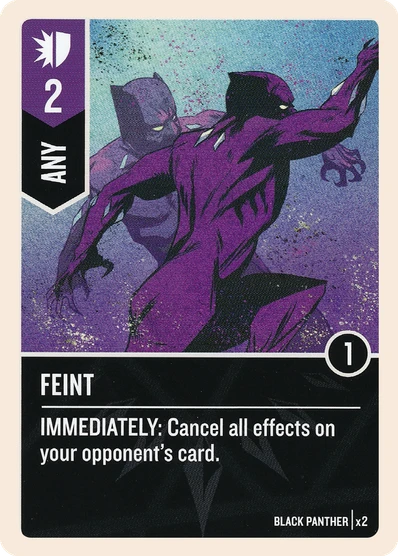 2
ANY
1
FEINT
IMMEDIATELY: Cancel all effects on
your opponent's card.
BLACK PANTHER | x2